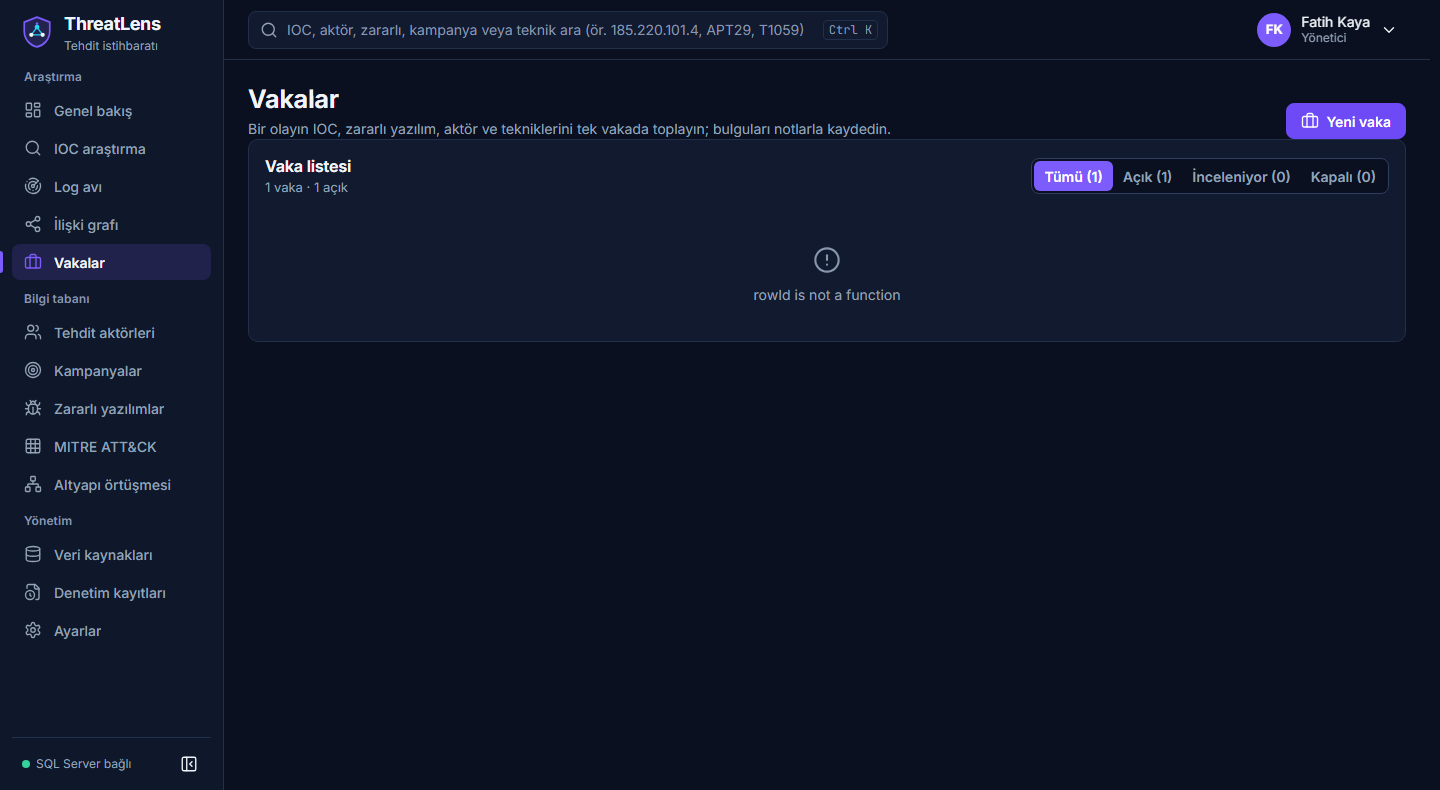 ThreatLens
Tehdit istihbaratı
IOC, aktör, zararlı, kampanya veya teknik ara (ör. 185.220.101.4, APT29, T1059)
Ctrl K
FK
Fatih Kaya
Yönetici
Araştırma
Genel bakış
IOC araştırma
Log avı
İlişki grafı
Vakalar
Bilgi tabanı
Tehdit aktörleri
Kampanyalar
Zararlı yazılımlar
MITRE ATT&CK
Altyapı örtüşmesi
Yönetim
Veri kaynakları
Denetim kayıtları
Ayarlar
SQL Server bağlı
Vakalar
Bir olayın IOC, zararlı yazılım, aktör ve tekniklerini tek vakada toplayın; bulguları notlarla kaydedin.
Yeni vaka
Vaka listesi
1 vaka · 1 açık
Tümü (1)
Açık (1)
İnceleniyor (0)
Kapalı (0)
rowId is not a function